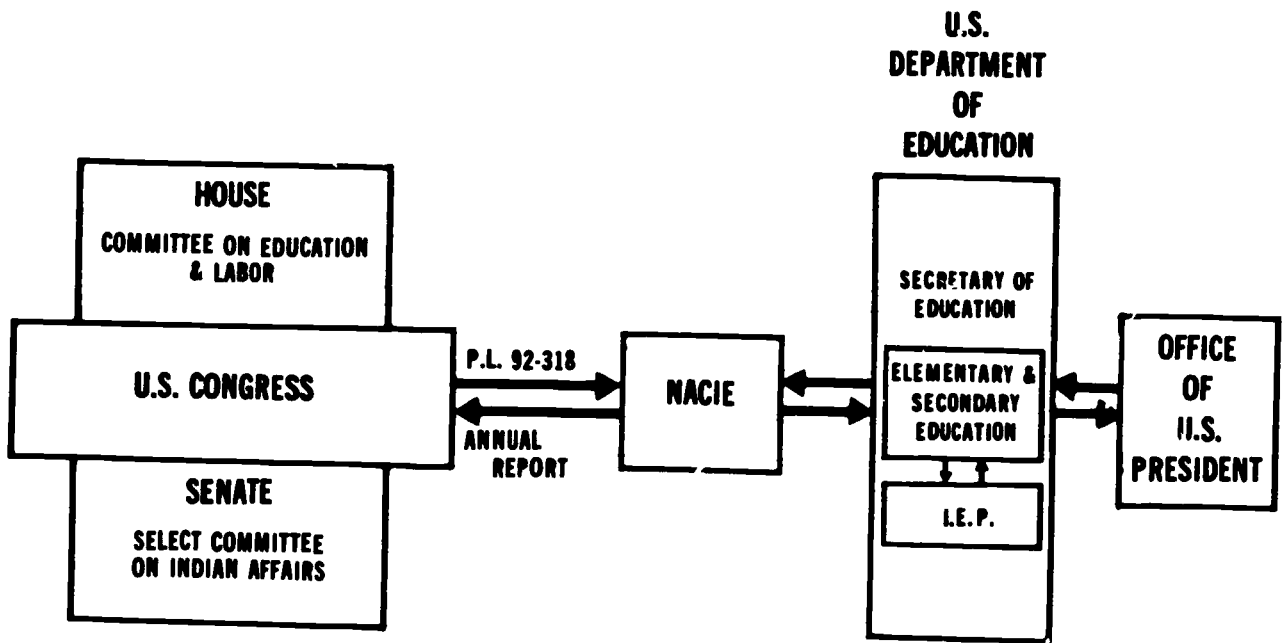 U.S.
DEPARTMENT
OF
EDUCATION
HOUSE
COMMITTEE ON EDUCATION
& LABOR
U.S. CONGRESS
SENATE
SELECT COMMITTEE
ON INDIAN AFFAIRS
P.L. 92-318
ANNUAL
REPORT
NACIE
SECRETARY OF
EDUCATION
ELEMENTARY &
SECONDARY
EDUCATION
I.E.P.
OFFICE
OF
U.S.
PRESIDENT